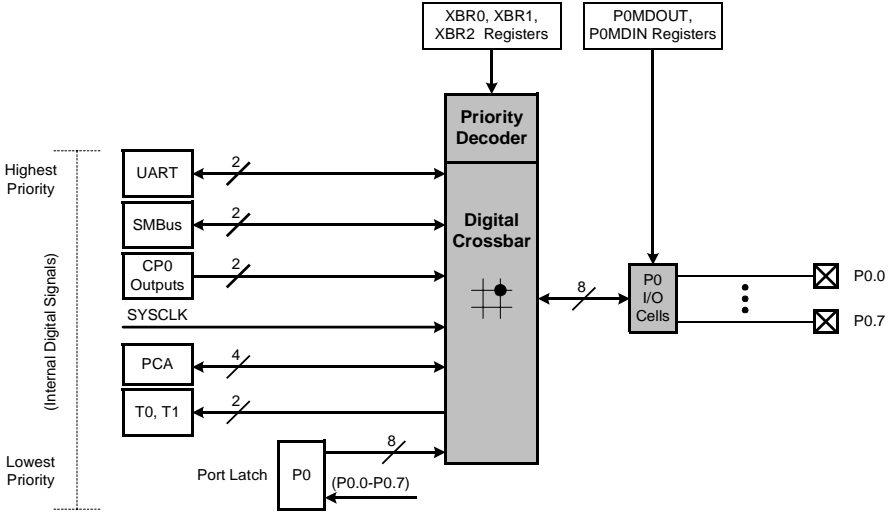 XBR0, XBR1,
XBR2 Registers
P0MDOUT,
P0MDIN Registers
Priority
Decoder
Highest
Priority
UART
2
SMBus
2
Digital
Crossbar
CP0
Outputs
2
(Internal Digital Signals)
SYSCLK
8
P0
I/O
Cells
P0.0
P0.7
PCA
4
T0, T1
2
Lowest
Priority
Port Latch
P0
8
(P0.0-P0.7)